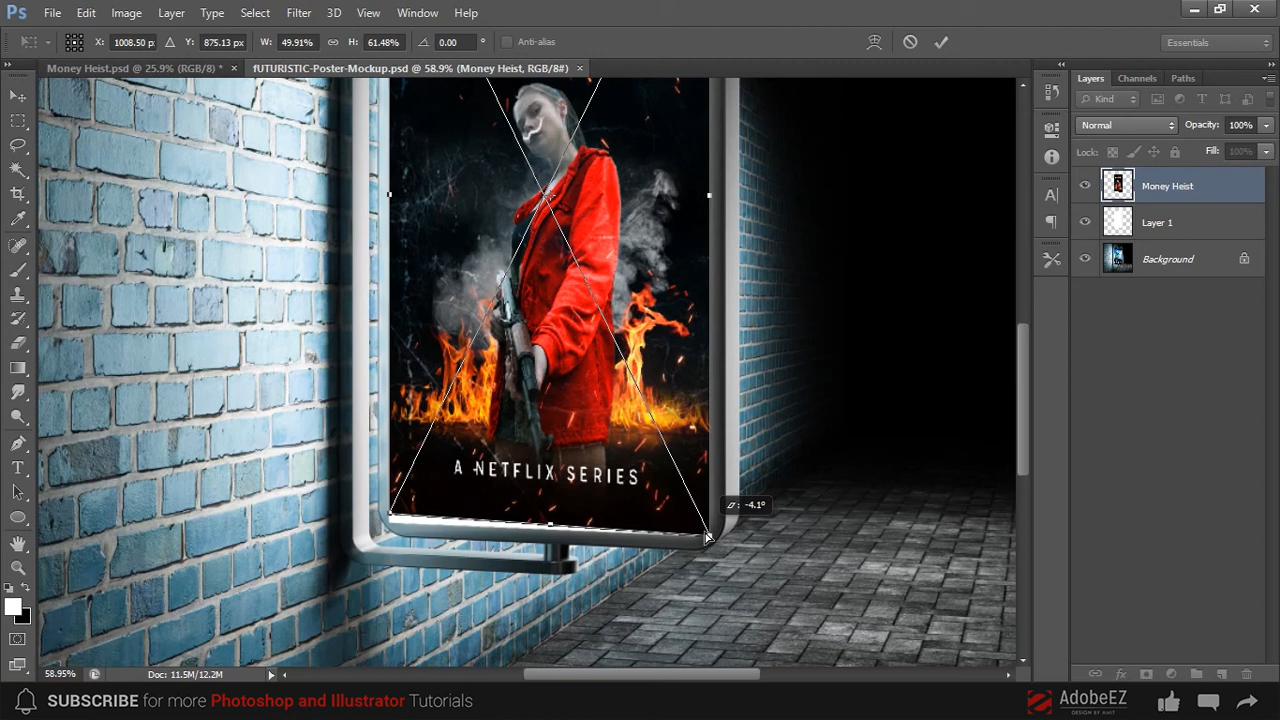 Ps File Edit Image Layer Type Select Filter 3D View Window Help
X: 1008.50 px Y: 875.13 px W: 49.91% H: 61.48% 0.00 ° Anti-alias Essentials
Money Heist.psd @ 25.9% (RGB/8) * × fUTURISTIC-Poster-Mockup.psd @ 58.9% (Money Heist, RGB/8#) ×
Layers Channels Paths
Kind
Normal Opacity: 100%
Lock: Fill: 100%
Money Heist
Layer 1
Background
A NETFLIX SERIES
-4.1°
58.95% Doc: 11.5M/12.2M
SUBSCRIBE for more Photoshop and Illustrator Tutorials
AdobeEZ
DESIGN BY AMIT